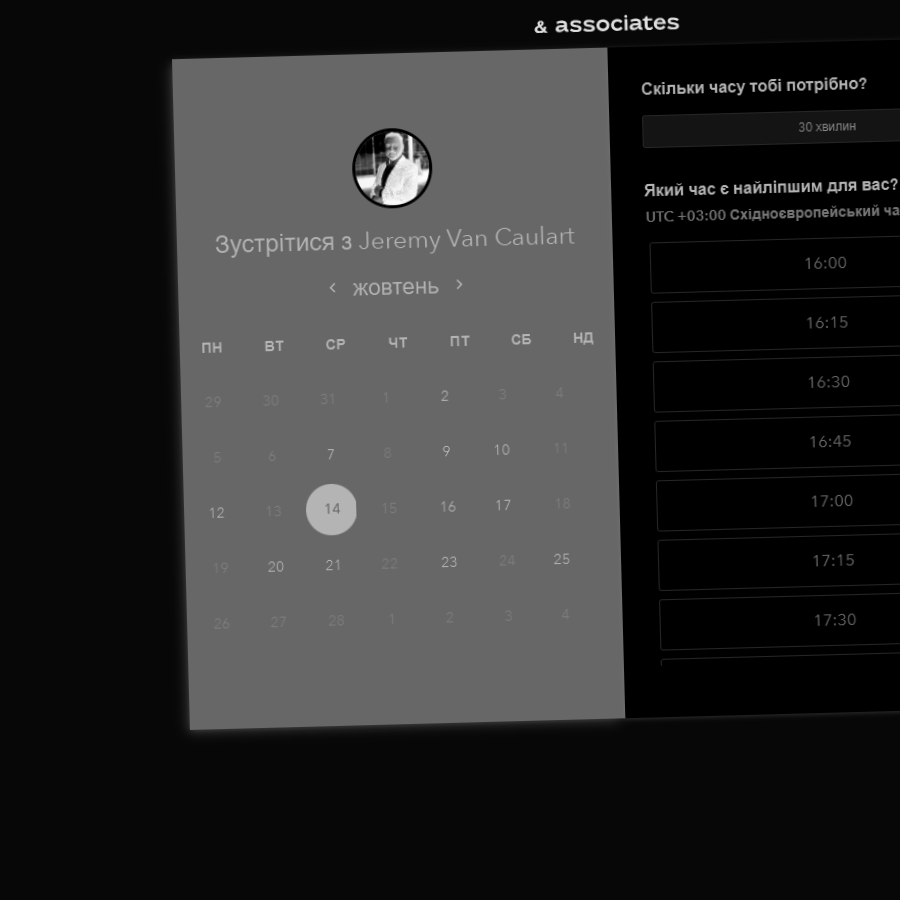 & associates
Зустрітися з Jeremy Van Caulart
жовтень
ПН ВТ СР ЧТ ПТ СБ НД
29 30 31 1 2 3 4
5 6 7 8 9 10 11
12 13 14 15 16 17 18
19 20 21 22 23 24 25
26 27 28 1 2 3 4
Скільки часу тобі потрібно?
30 хвилин
Який час є найліпшим для вас?
UTC +03:00 Східноєвропейський ча
16:00
16:15
16:30
16:45
17:00
17:15
17:30